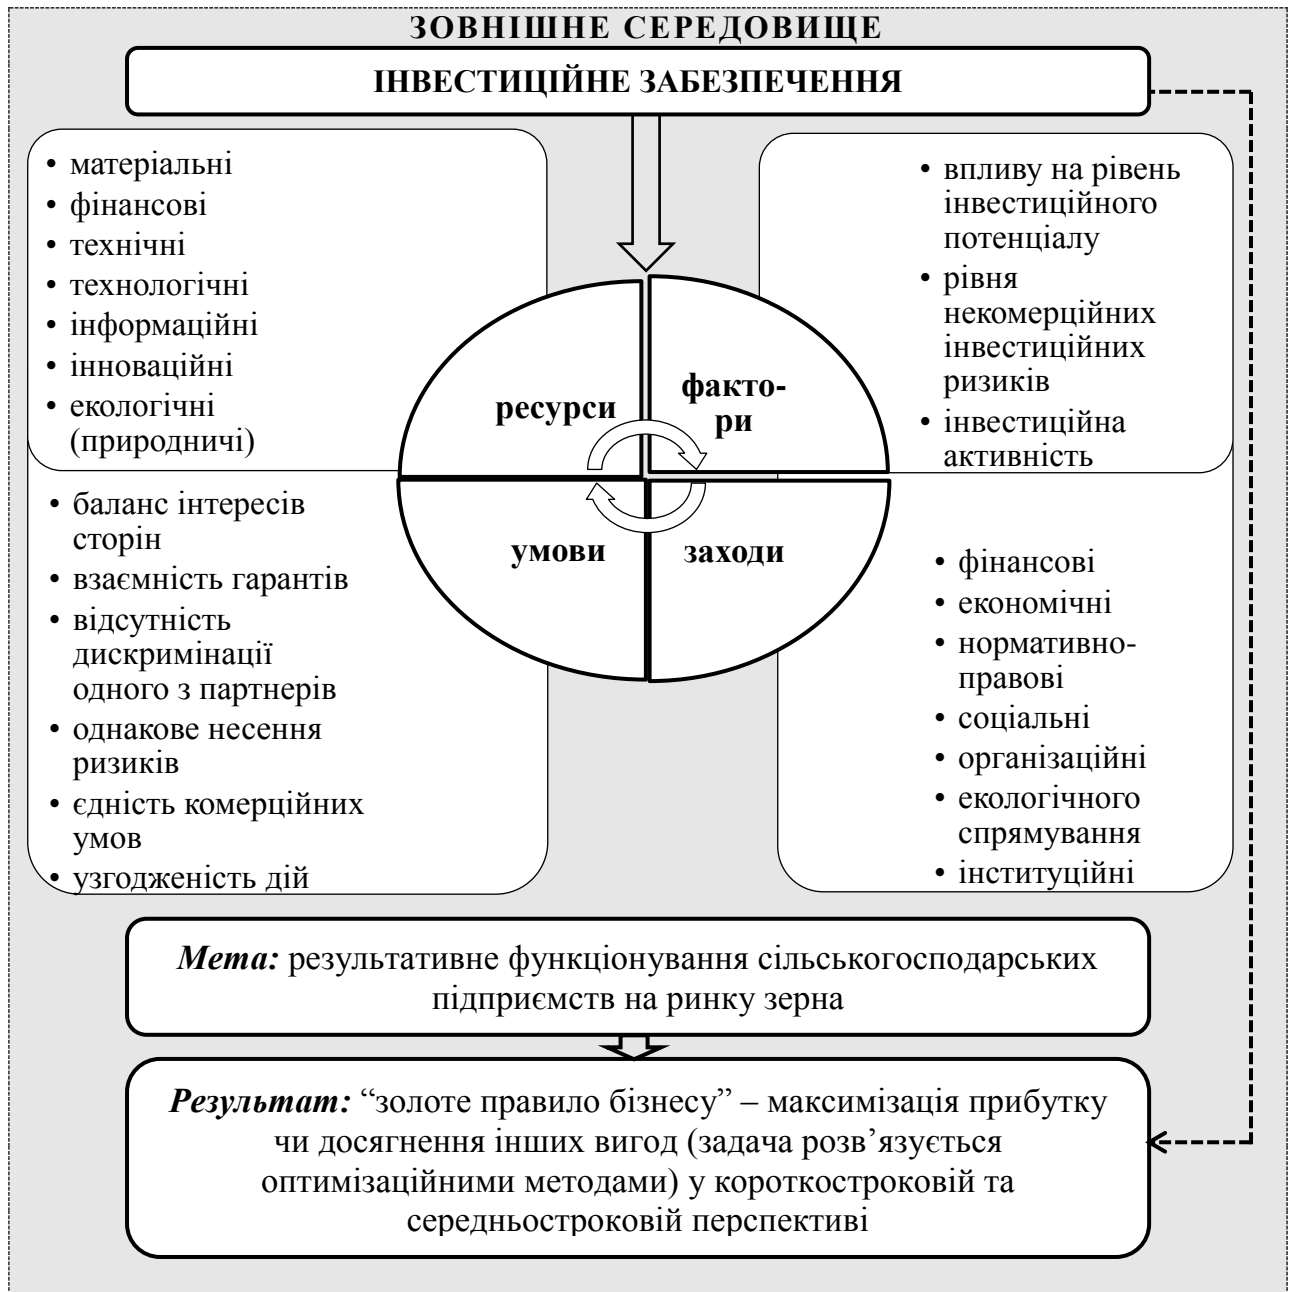 ЗОВНІШНЕ СЕРЕДОВИЩЕ
ІНВЕСТИЦІЙНЕ ЗАБЕЗПЕЧЕННЯ
• матеріальні
• фінансові
• технічні
• технологічні
• інформаційні
• інноваційні
• екологічні
(природничі)
• впливу на рівень
інвестиційного
потенціалу
• рівня
некомерційних
інвестиційних
ризиків
• інвестиційна
активність
ресурси
факто-
ри
умови
заходи
• баланс інтересів
сторін
• взаємність гарантів
• відсутність
дискримінації
одного з партнерів
• однакове несення
ризиків
• єдність комерційних
умов
• узгодженість дій
• фінансові
• економічні
• нормативно-
правові
• соціальні
• організаційні
• екологічного
спрямування
• інституційні
Мета: результативне функціонування сільськогосподарських
підприємств на ринку зерна
Результат: “золоте правило бізнесу” – максимізація прибутку
чи досягнення інших вигод (задача розв’язується
оптимізаційними методами) у короткостроковій та
середньостроковій перспективі